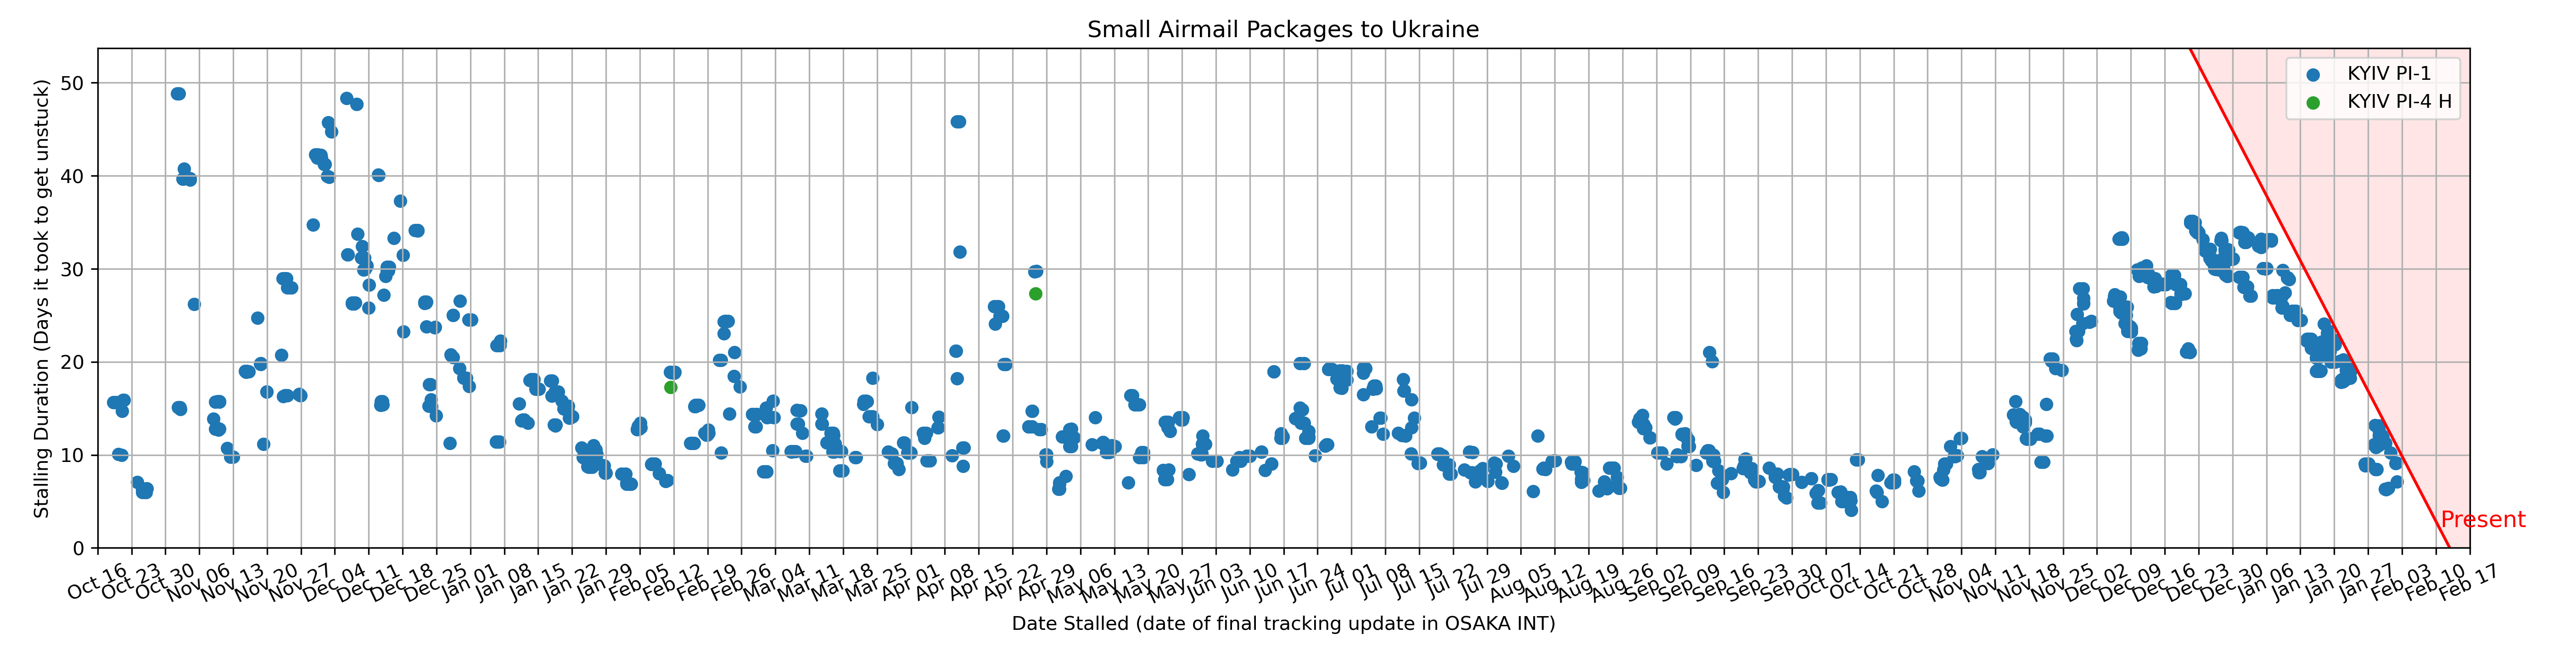 Small Airmail Packages to Ukraine
Stalling Duration (Days it took to get unstuck)
50
40
30
20
10
0
KYIV PI-1
KYIV PI-4 H
Present
Oct 16
Oct 23
Oct 30
Nov 06
Nov 13
Nov 20
Nov 27
Dec 04
Dec 11
Dec 18
Dec 25
Jan 01
Jan 08
Jan 15
Jan 22
Jan 29
Feb 05
Feb 12
Feb 19
Feb 26
Mar 04
Mar 11
Mar 18
Mar 25
Apr 01
Apr 08
Apr 15
Apr 22
Apr 29
May 06
May 13
May 20
May 27
Jun 03
Jun 10
Jun 17
Jun 24
Jul 01
Jul 08
Jul 15
Jul 22
Jul 29
Aug 05
Aug 12
Aug 19
Aug 26
Sep 02
Sep 09
Sep 16
Sep 23
Sep 30
Oct 07
Oct 14
Oct 21
Oct 28
Nov 04
Nov 11
Nov 18
Nov 25
Dec 02
Dec 09
Dec 16
Dec 23
Dec 30
Jan 06
Jan 13
Jan 20
Jan 27
Feb 03
Feb 10
Feb 17
Date Stalled (date of final tracking update in OSAKA INT)